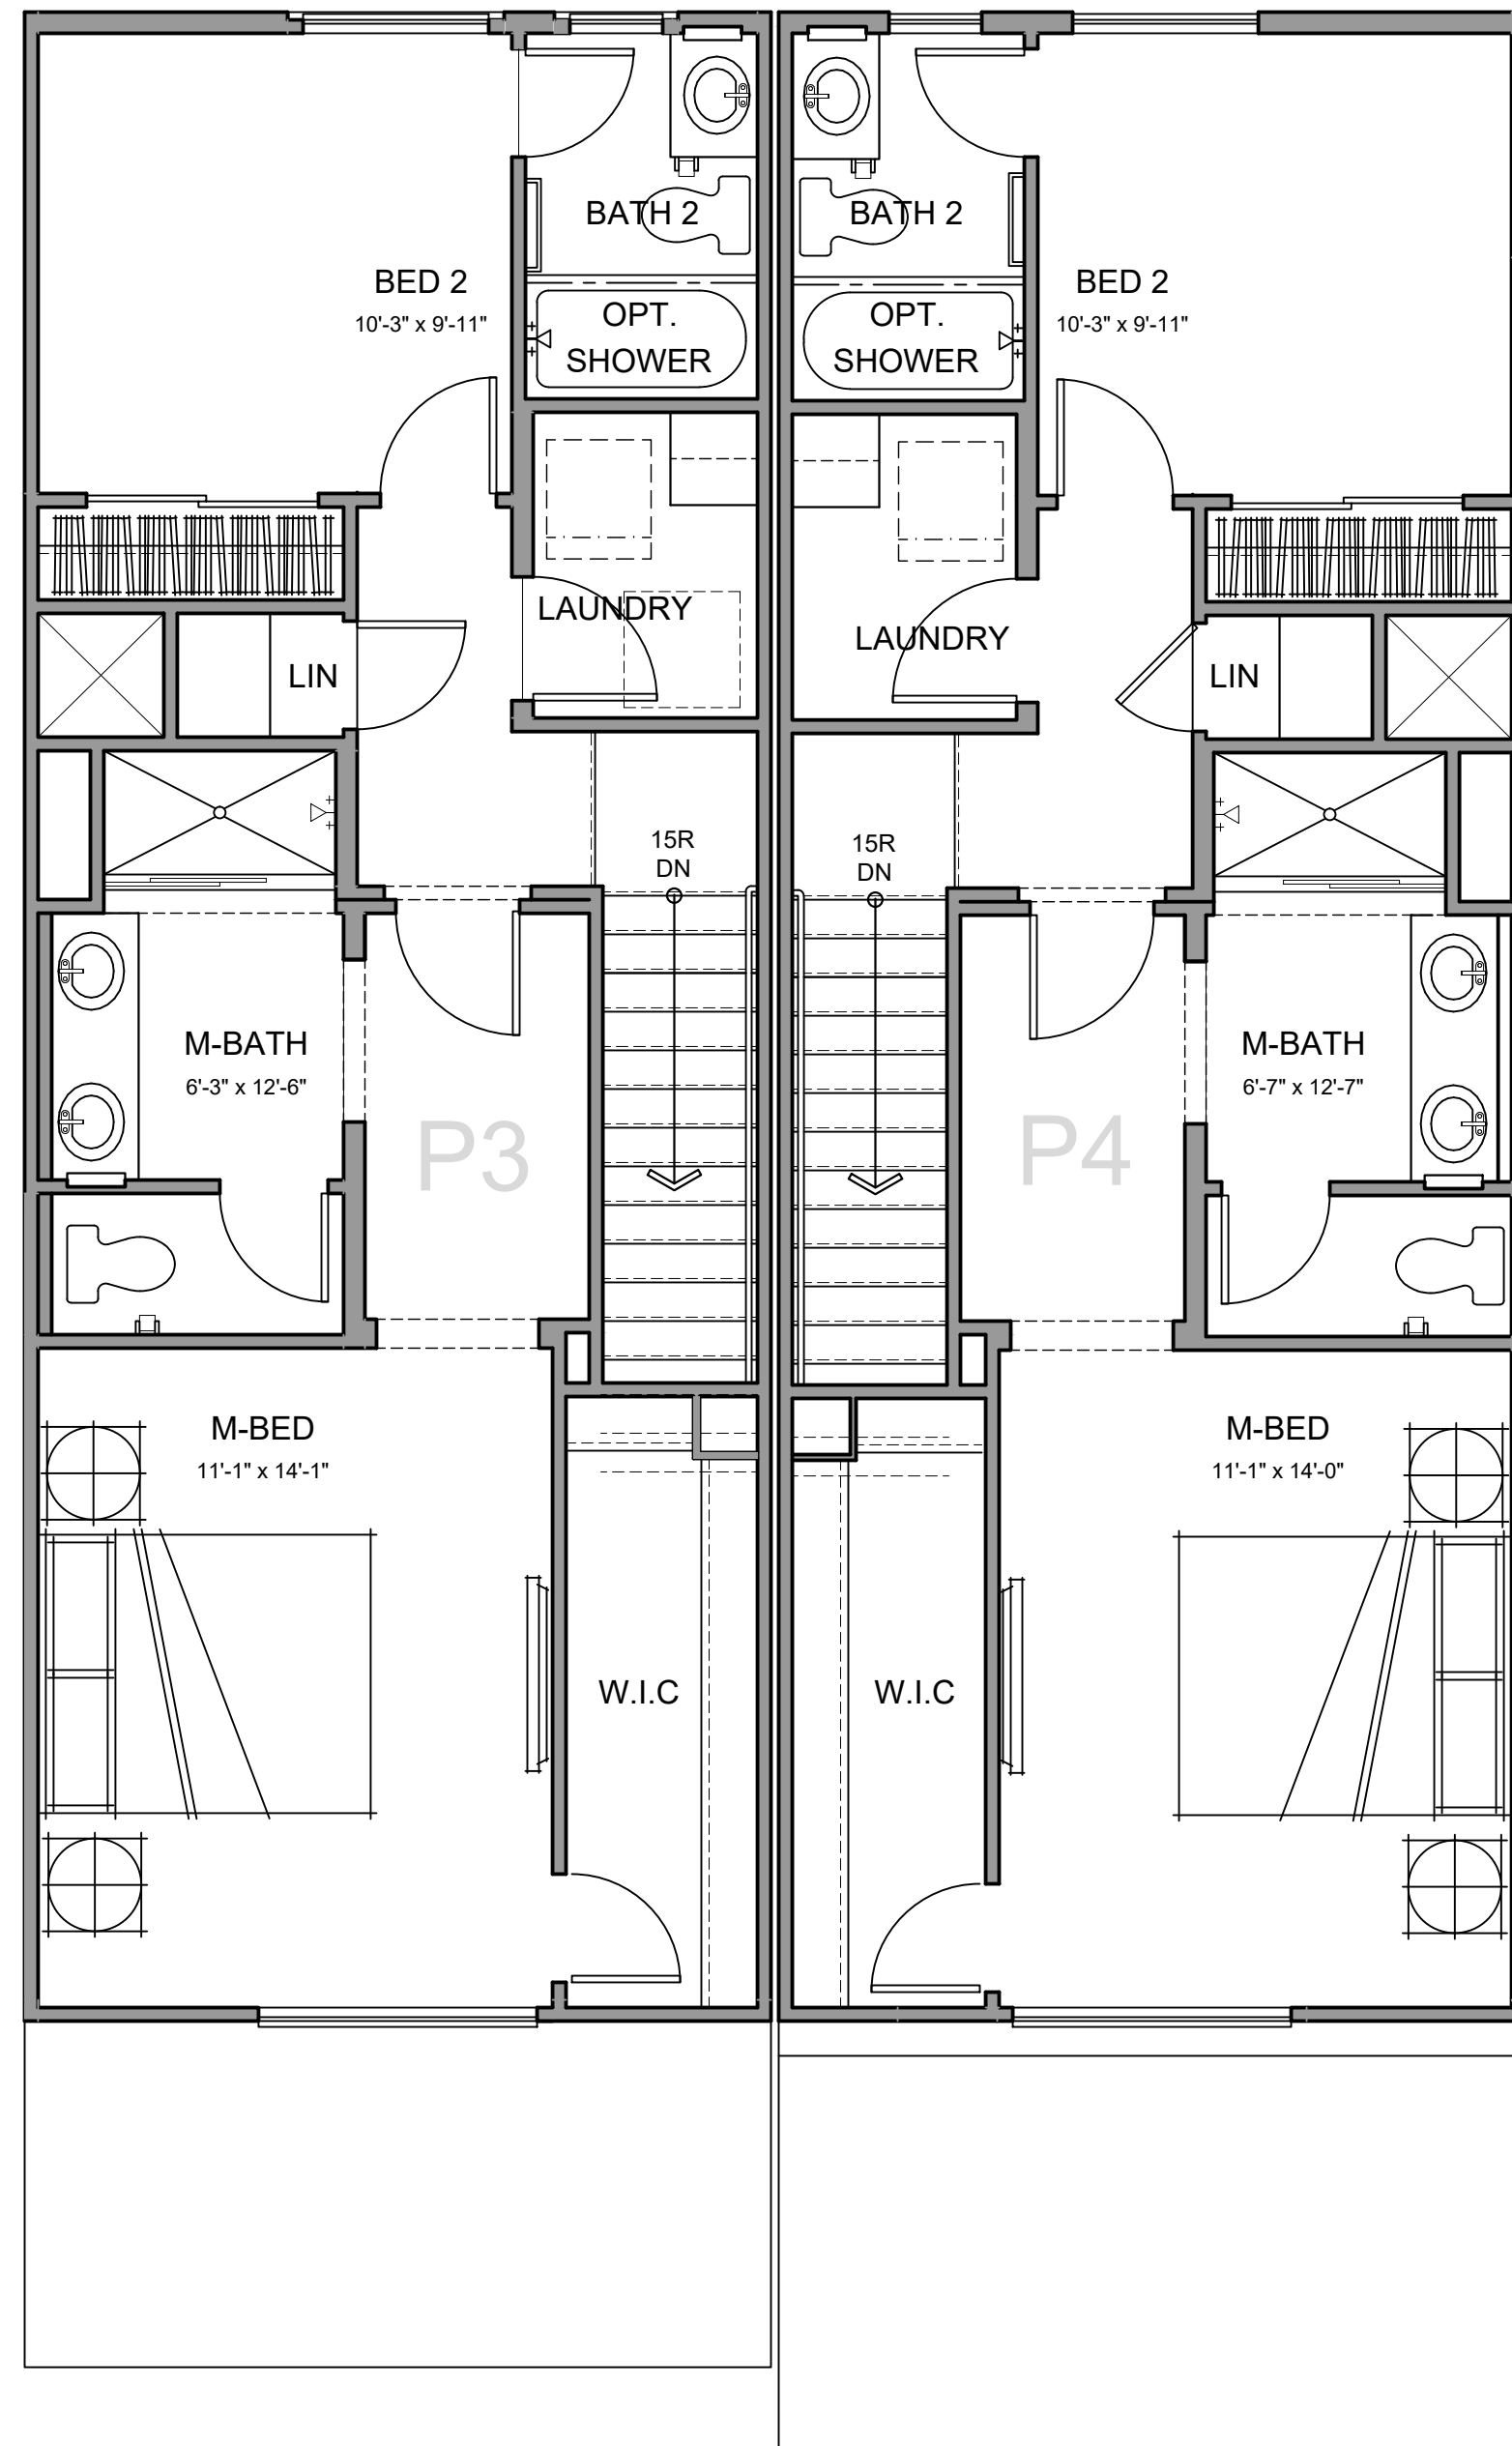 BATH 2
BATH 2
BED 2
10'-3" x 9'-11"
OPT.
SHOWER
OPT.
SHOWER
BED 2
10'-3" x 9'-11"
LAUNDRY
LAUNDRY
LIN
LIN
15R
DN
15R
DN
M-BATH
6'-3" x 12'-6"
M-BATH
6'-7" x 12'-7"
P3
P4
M-BED
11'-1" x 14'-1"
M-BED
11'-1" x 14'-0"
W.I.C
W.I.C